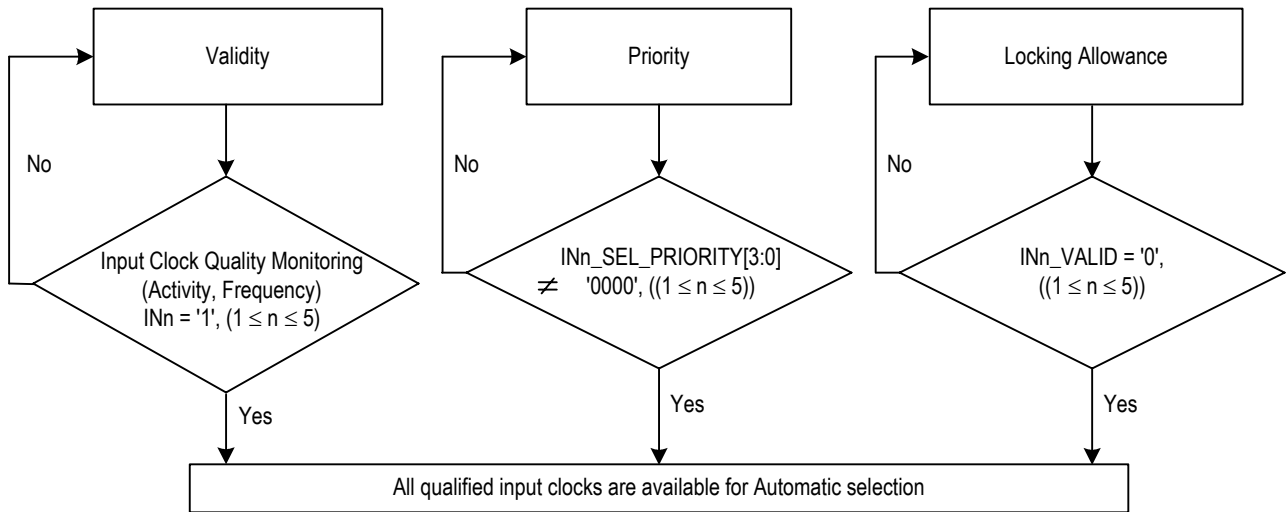 Validity
Priority
Locking Allowance
No
No
No
Input Clock Quality Monitoring
(Activity, Frequency)
INn = '1', (1 ≤ n ≤ 5)
INn_SEL_PRIORITY[3:0]
≠ '0000', ((1 ≤ n ≤ 5))
INn_VALID = '0',
((1 ≤ n ≤ 5))
Yes
Yes
Yes
All qualified input clocks are available for Automatic selection